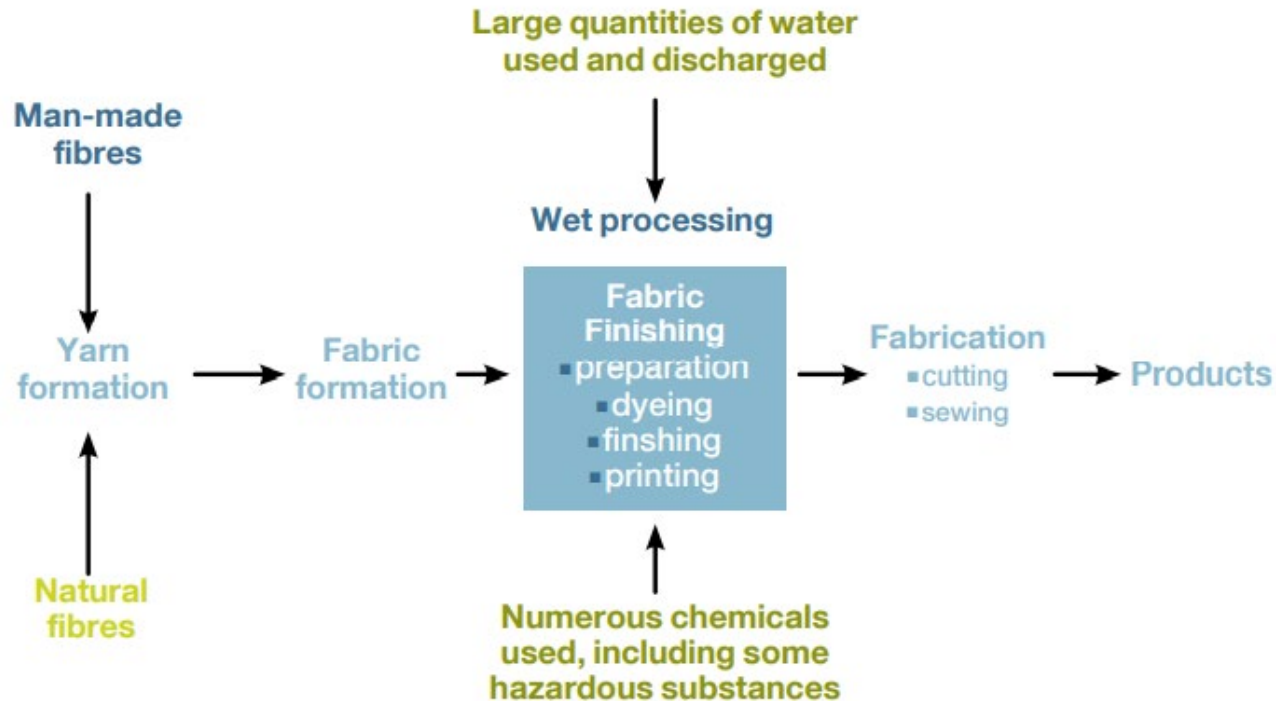 Large quantities of water
used and discharged
Man-made
fibres
Wet processing
Fabric
Finishing
▪preparation
▪dyeing
▪finshing
▪printing
Yarn
formation
Fabric
formation
Fabrication
▪cutting
▪sewing
Products
Natural
fibres
Numerous chemicals
used, including some
hazardous substances